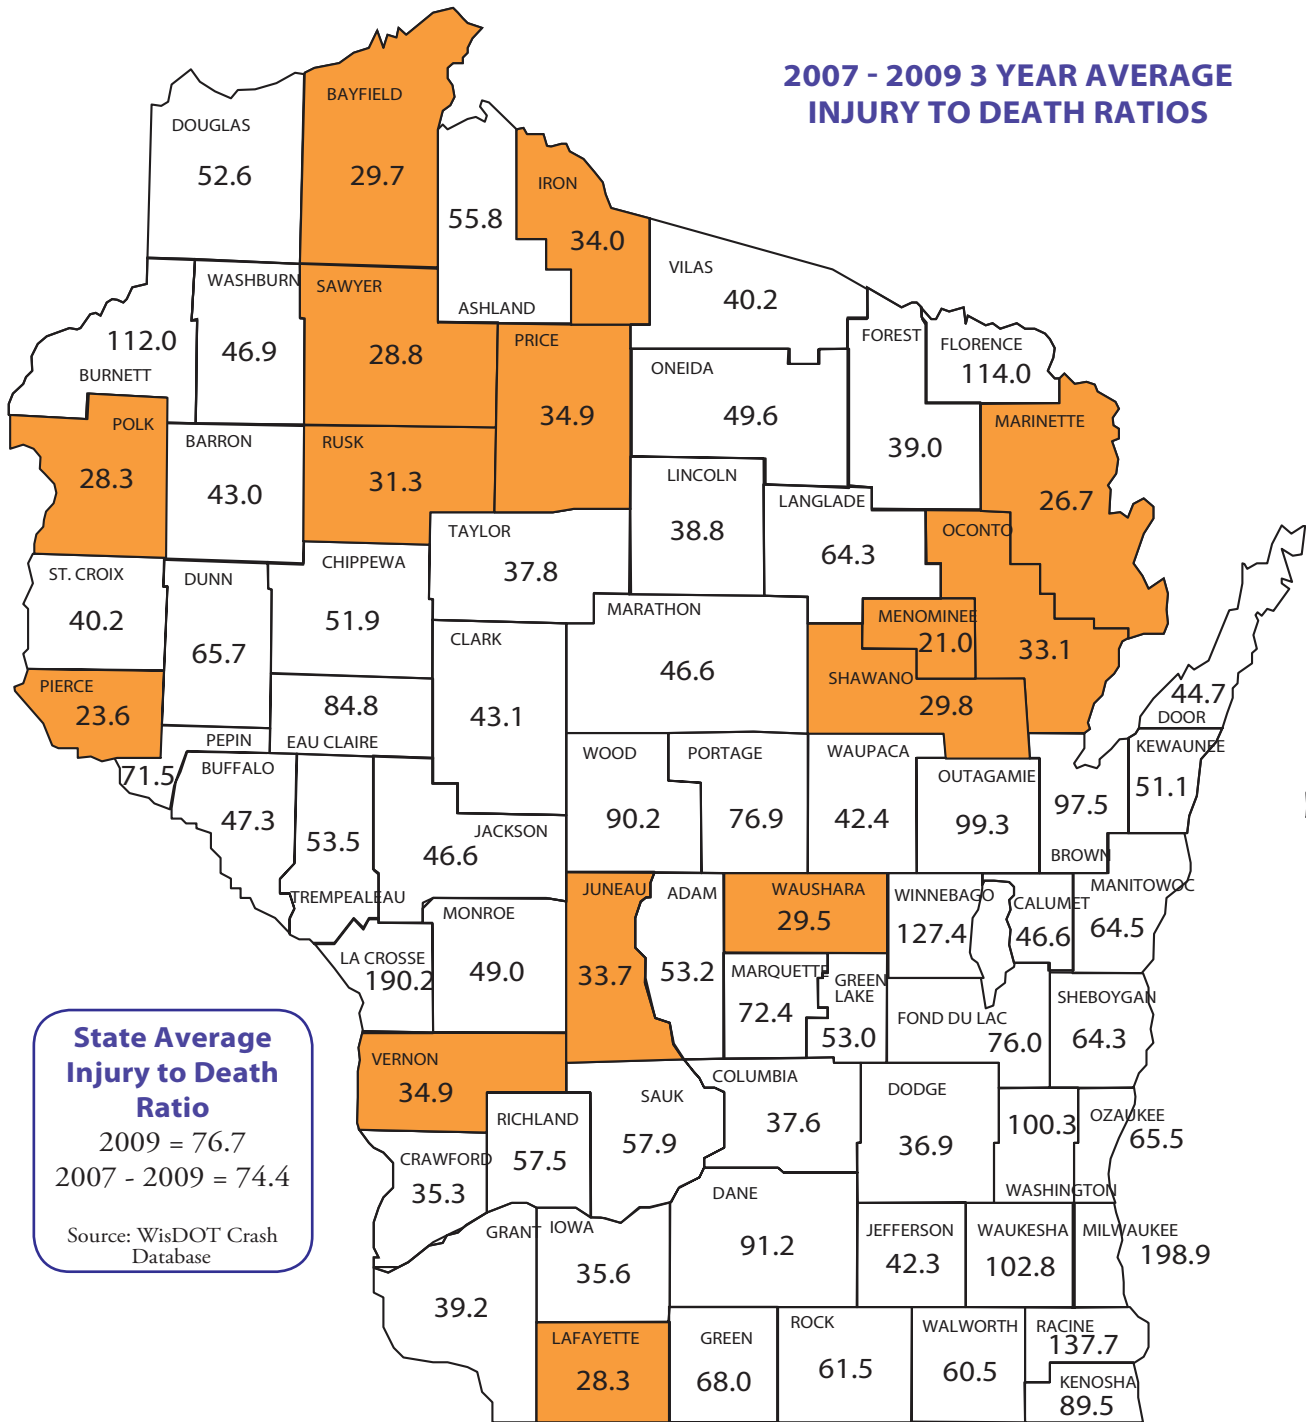 2007 - 2009 3 YEAR AVERAGE
INJURY TO DEATH RATIOS
BAYFIELD
29.7
DOUGLAS
52.6
IRON
34.0
55.8
ASHLAND
VILAS
40.2
WASHBURN
46.9
SAWYER
28.8
112.0
BURNETT
PRICE
34.9
FOREST
39.0
FLORENCE
114.0
ONEIDA
49.6
MARINETTE
26.7
POLK
28.3
BARRON
43.0
RUSK
31.3
LINCOLN
38.8
LANGLADE
64.3
OCONTO
33.1
TAYLOR
37.8
CHIPPEWA
51.9
ST. CROIX
40.2
DUNN
65.7
MARATHON
46.6
MENOMINEE
21.0
CLARK
43.1
SHAWANO
29.8
PIERCE
23.6
84.8
EAU CLAIRE
44.7
DOOR
PEPIN
71.5
BUFFALO
47.3
53.5
TREMPEALEAU
JACKSON
46.6
WOOD
90.2
PORTAGE
76.9
WAUPACA
42.4
OUTAGAMIE
99.3
97.5
BROWN
KEWAUNEE
51.1
JUNEAU
33.7
ADAM
53.2
WAUSHARA
29.5
WINNEBAGO
127.4
CALUMET
46.6
MANITOWOC
64.5
MONROE
49.0
LA CROSSE
190.2
MARQUETTE
72.4
GREEN
LAKE
53.0
FOND DU LAC
76.0
SHEBOYGAN
64.3
State Average
Injury to Death
Ratio
2009 = 76.7
2007 - 2009 = 74.4
Source: WisDOT Crash
Database
VERNON
34.9
RICHLAND
57.5
SAUK
57.9
COLUMBIA
37.6
DODGE
36.9
100.3
WASHINGTON
OZAUKEE
65.5
CRAWFORD
35.3
GRANT
39.2
IOWA
35.6
DANE
91.2
JEFFERSON
42.3
WAUKESHA
102.8
MILWAUKEE
198.9
LAFAYETTE
28.3
GREEN
68.0
ROCK
61.5
WALWORTH
60.5
RACINE
137.7
KENOSHA
89.5